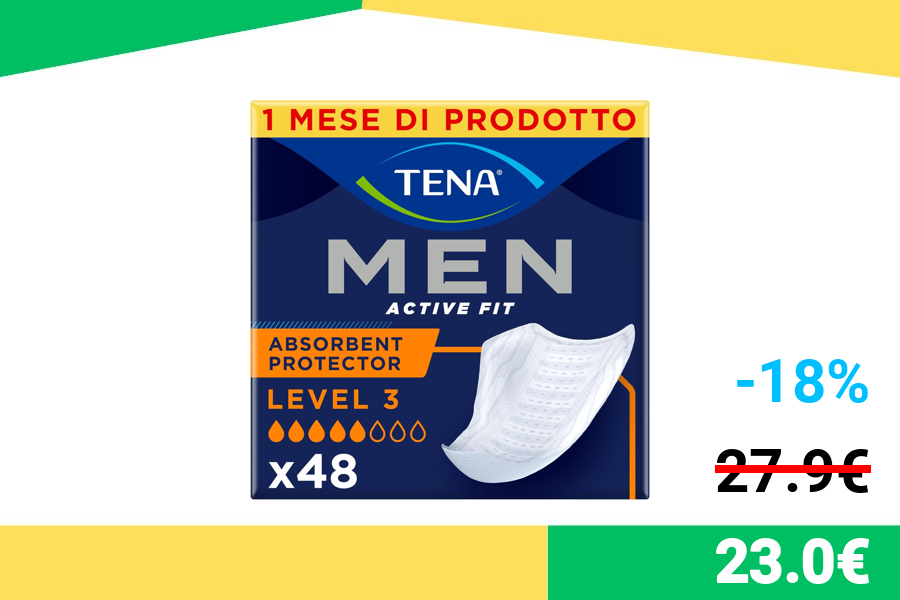 1 MESE DI PRODOTTO
TENA®
MEN
ACTIVE FIT
ABSORBENT
PROTECTOR
LEVEL 3
x48
-18%
27.9€
23.0€